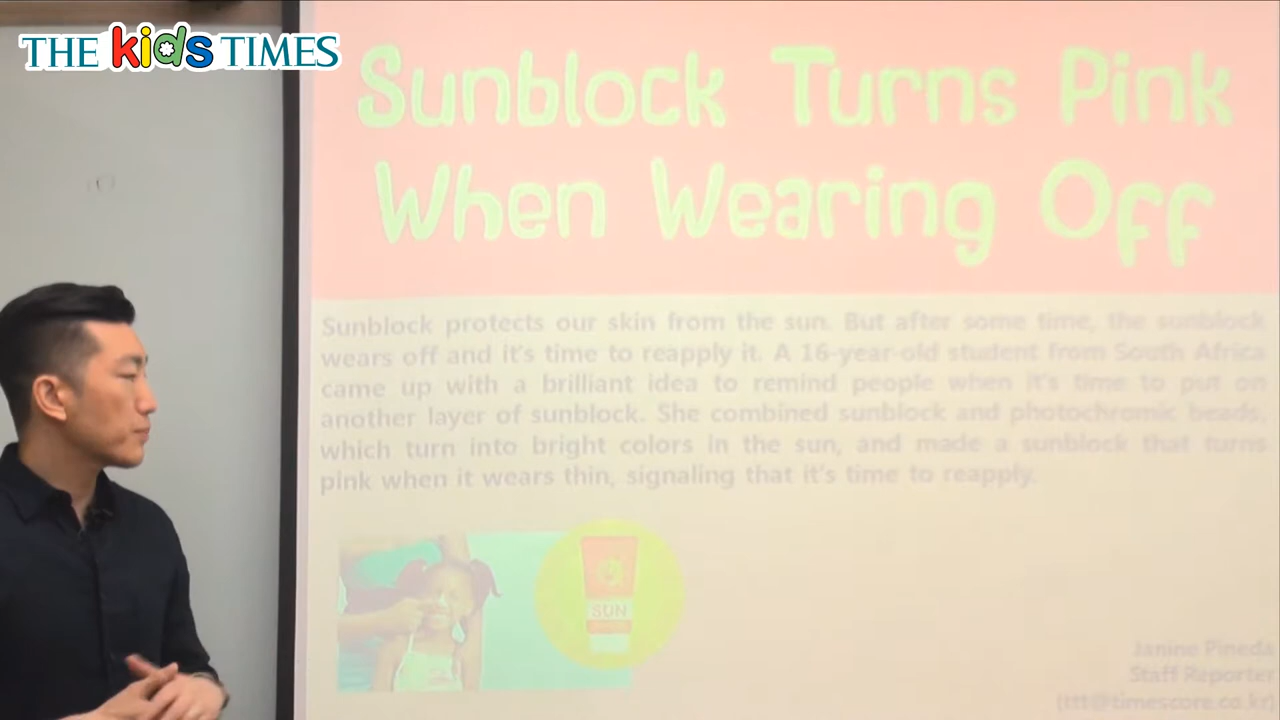 THE kids TIMES
Sunblock Turns Pink
When Wearing Off
Sunblock protects our skin from the sun. But after some time, the sunblock
wears off and it's time to reapply it. A 16-year-old student from South Africa
came up with a brilliant idea to remind people when it's time to put on
another layer of sunblock. She combined sunblock and photochromic beads,
which turn into bright colors in the sun, and made a sunblock that turns
pink when it wears thin, signaling that it's time to reapply.
SUN
Janine Pineda
Staff Reporter
(ttt@timescore.co.kr)